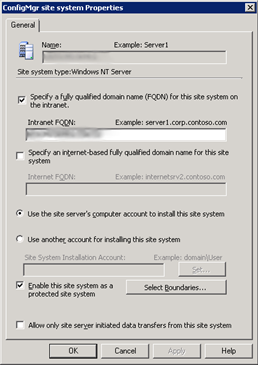 ConfigMgr site system Properties
General
Name: Example: Server1
Site system type:Windows NT Server
Specify a fully qualified domain name (FQDN) for this site system on
the intranet.
Intranet FQDN: Example: server1.corp.contoso.com
Specify an internet-based fully qualified domain name for this site
system
Internet FQDN: Example: internetsrv2.contoso.com
Use the site server's computer account to install this site system
Use another account for installing this site system
Site System Installation Account: Example: domain\User
Set...
Enable this site system as a
protected site system
Select Boundaries...
Allow only site server initiated data transfers from this site system
OK Cancel Apply Help